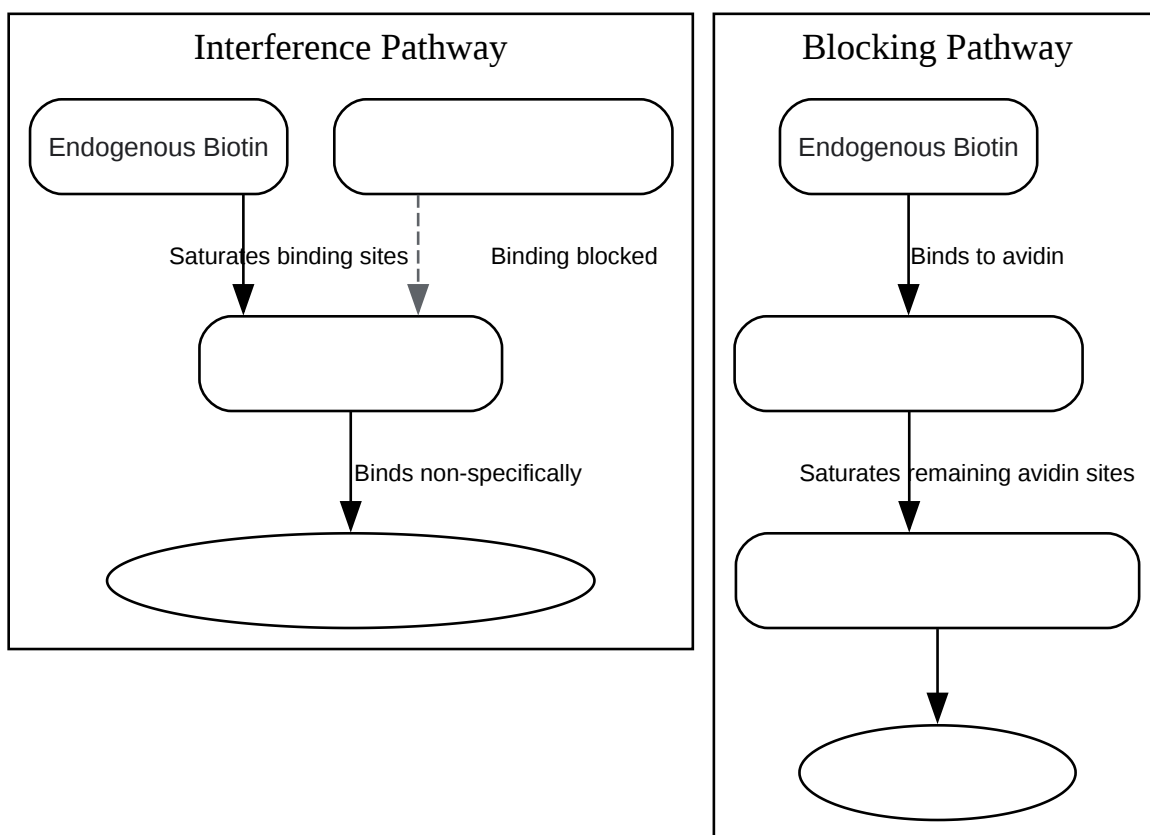 Interference Pathway
Endogenous Biotin
Saturates binding sites
Binding blocked
Binds non-specifically
Blocking Pathway
Endogenous Biotin
Binds to avidin
Saturates remaining avidin sites